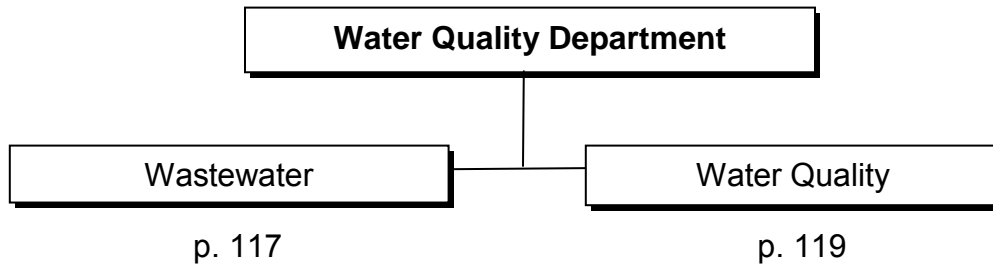 Water Quality Department
Wastewater
Water Quality
p. 117
p. 119